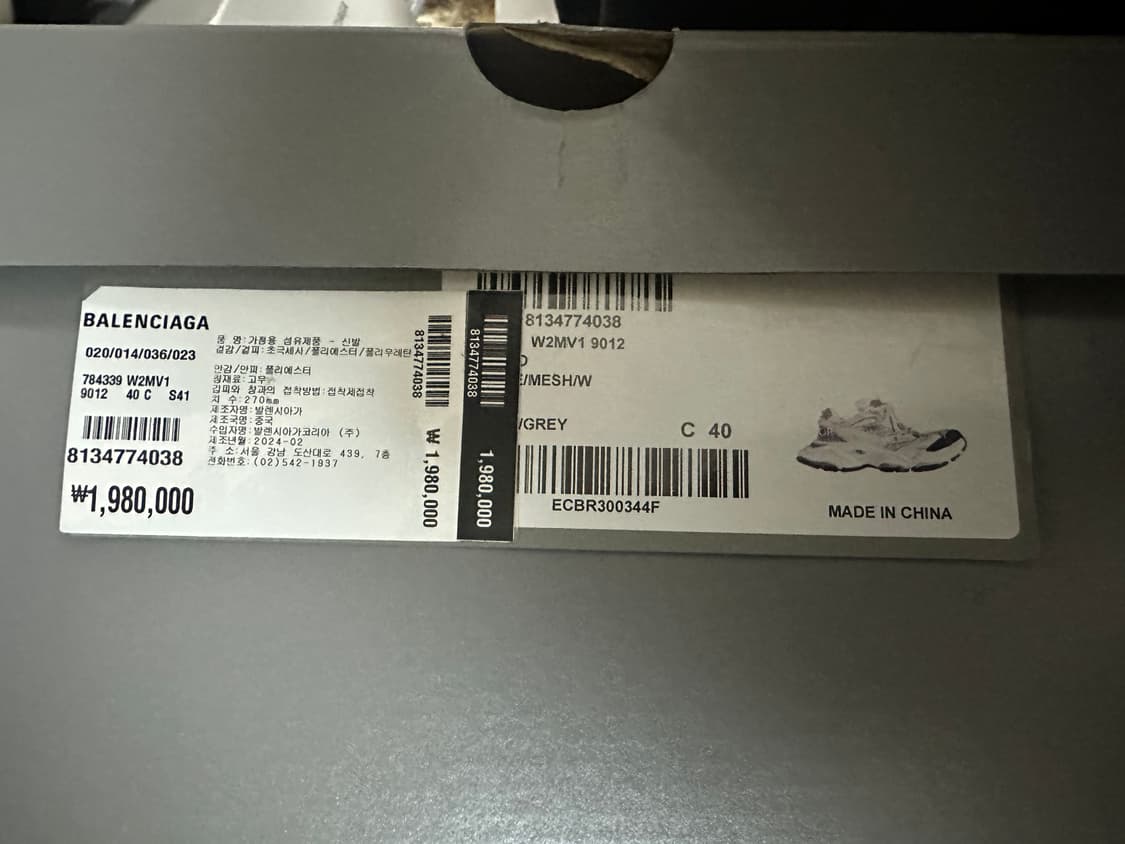 BALENCIAGA
020/014/036/023
784339 W2MV1
9012 40 C S41
8134774038
₩1,980,000
품 명:가정용 섬유제품 - 신발
겉감/겉피:초극세사/폴리에스터/폴리우레탄
안감/안피:폴리에스터
창재료:고무
갑피와 창과의 접착방법:접착제접착
치 수:270mm
제조자명:발렌시아가
제조국명:중국
수입자명:발렌시아가코리아 (주)
제조년월:2024-02
주 소:서울 강남 도산대로 439, 7층
전화번호:(02)542-1937
8134774038
₩ 1,980,000
8134774038
1,980,000
8134774038
W2MV1 9012
D
E/MESH/W
/GREY
C 40
ECBR300344F
MADE IN CHINA